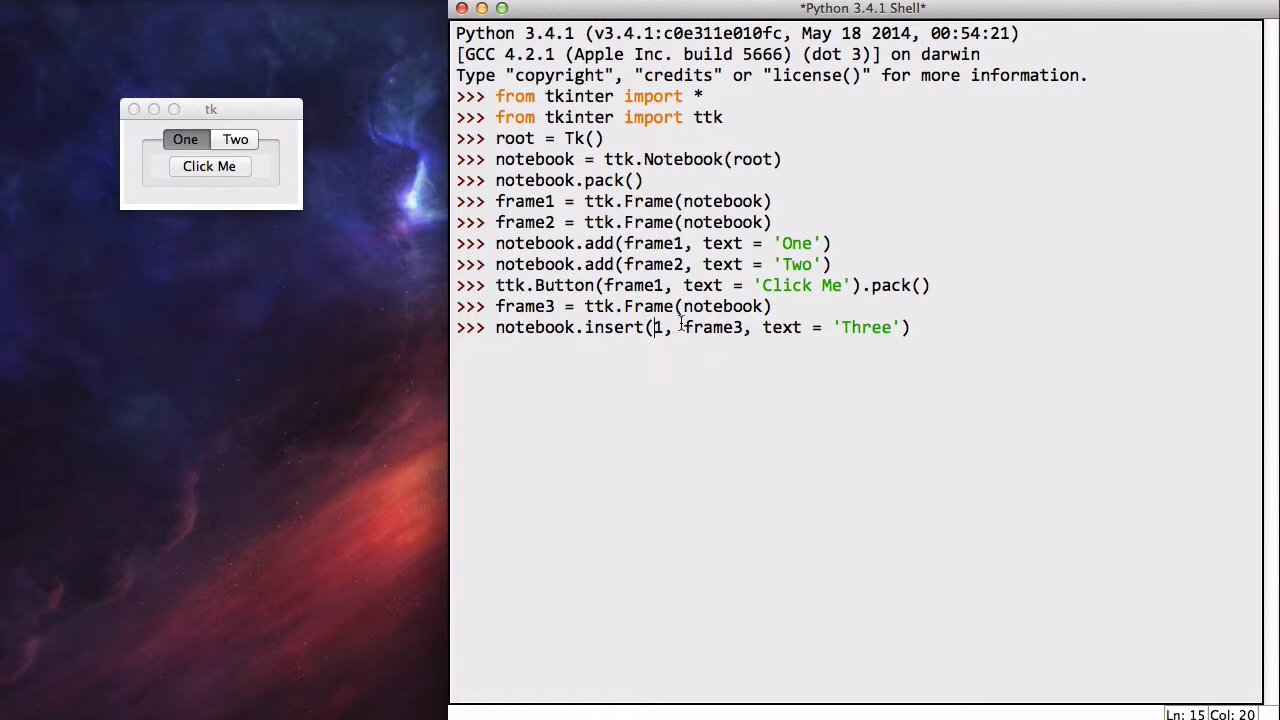 tk
One Two
Click Me
*Python 3.4.1 Shell*
Python 3.4.1 (v3.4.1:c0e311e010fc, May 18 2014, 00:54:21)
[GCC 4.2.1 (Apple Inc. build 5666) (dot 3)] on darwin
Type "copyright", "credits" or "license()" for more information.
>>> from tkinter import *
>>> from tkinter import ttk
>>> root = Tk()
>>> notebook = ttk.Notebook(root)
>>> notebook.pack()
>>> frame1 = ttk.Frame(notebook)
>>> frame2 = ttk.Frame(notebook)
>>> notebook.add(frame1, text = 'One')
>>> notebook.add(frame2, text = 'Two')
>>> ttk.Button(frame1, text = 'Click Me').pack()
>>> frame3 = ttk.Frame(notebook)
>>> notebook.insert(1, frame3, text = 'Three')
Ln: 15 Col: 20